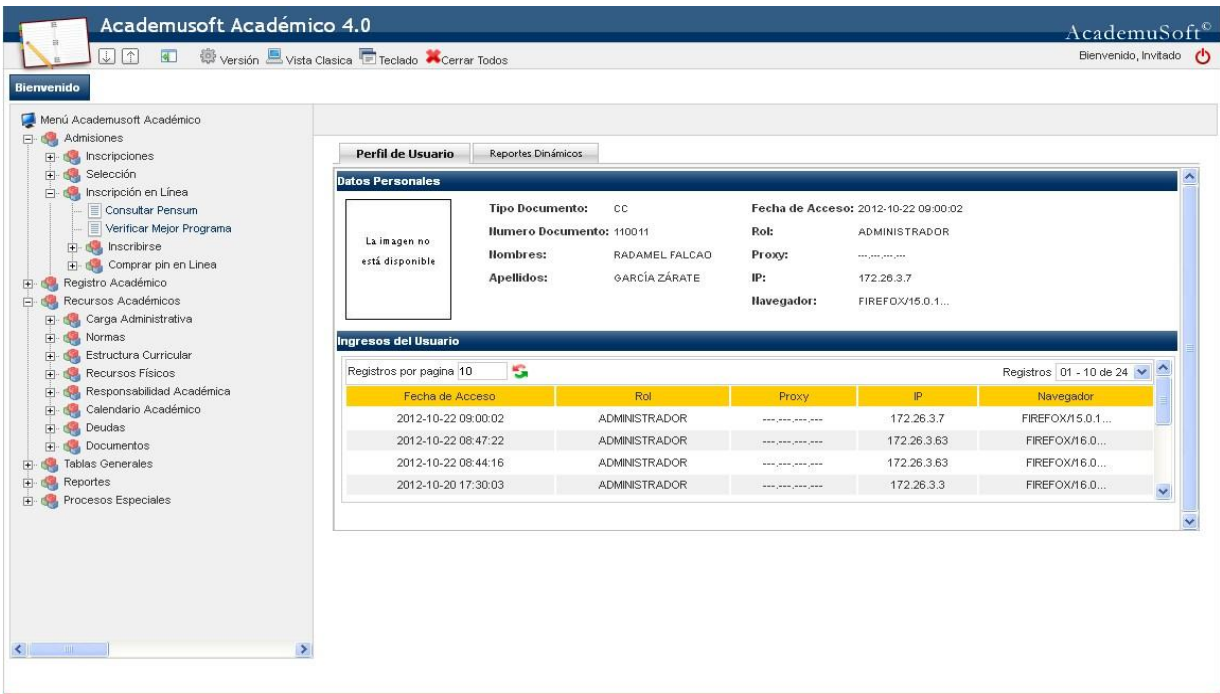 Academusoft Académico 4.0
AcademuSoft©
Versión Vista Clasica Teclado Cerrar Todos
Bienvenido, Invitado
Bienvenido
Menú Academusoft Académico
Admisiones
Inscripciones
Selección
Inscripción en Línea
Consultar Pensum
Verificar Mejor Programa
Inscribirse
Comprar pin en Linea
Registro Académico
Recursos Académicos
Carga Administrativa
Normas
Estructura Curricular
Recursos Físicos
Responsabilidad Académica
Calendario Académico
Deudas
Documentos
Tablas Generales
Reportes
Procesos Especiales
Perfil de Usuario Reportes Dinámicos
Datos Personales
La imagen no
está disponible
Tipo Documento: CC Fecha de Acceso: 2012-10-22 09:00:02
Numero Documento: 110011 Rol: ADMINISTRADOR
Nombres: RADAMEL FALCAO Proxy: ---.---.---.---
Apellidos: GARCÍA ZÁRATE IP: 172.26.3.7
Navegador: FIREFOX/15.0.1...
Ingresos del Usuario
Registros por pagina 10 Registros 01 - 10 de 24
Fecha de Acceso Rol Proxy IP Navegador
2012-10-22 09:00:02 ADMINISTRADOR ---.---.---.--- 172.26.3.7 FIREFOX/15.0.1...
2012-10-22 08:47:22 ADMINISTRADOR ---.---.---.--- 172.26.3.63 FIREFOX/16.0...
2012-10-22 08:44:16 ADMINISTRADOR ---.---.---.--- 172.26.3.63 FIREFOX/16.0...
2012-10-20 17:30:03 ADMINISTRADOR ---.---.---.--- 172.26.3.3 FIREFOX/16.0...